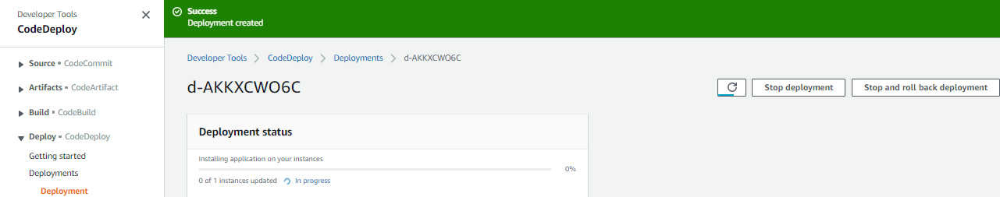 Developer Tools
CodeDeploy
Source • CodeCommit
Artifacts • CodeArtifact
Build • CodeBuild
Deploy • CodeDeploy
Getting started
Deployments
Deployment
Success
Deployment created
Developer Tools > CodeDeploy > Deployments > d-AKKXCWO6C
d-AKKXCWO6C
Stop deployment
Stop and roll back deployment
Deployment status
Installing application on your instances
0%
0 of 1 instances updated In progress